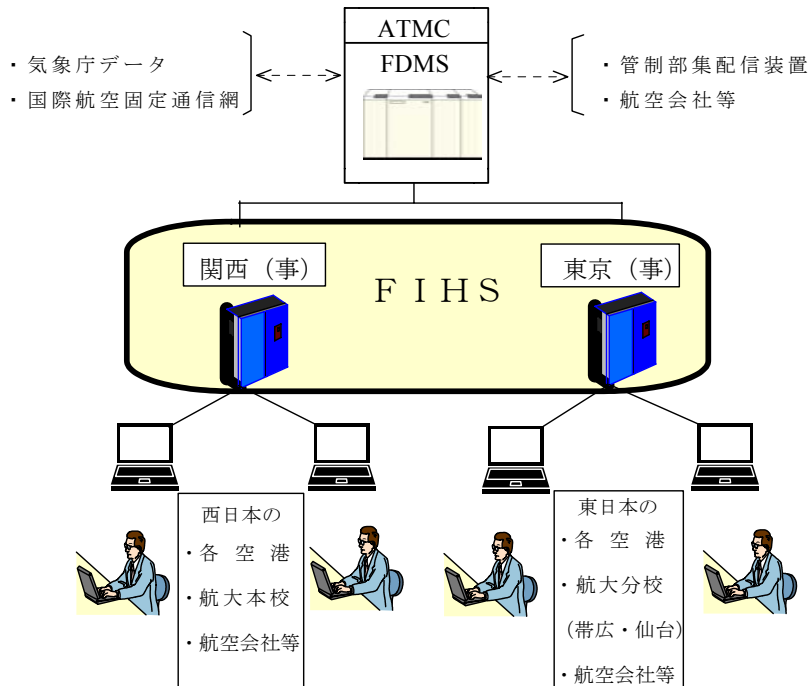 ATMC
FDMS
・気象庁データ
・国際航空固定通信網
・管制部集配信装置
・航空会社等
関西（事）
ＦＩＨＳ
東京（事）
西日本の
・各空港
・航大本校
・航空会社等
東日本の
・各空港
・航大分校
（帯広・仙台）
・航空会社等